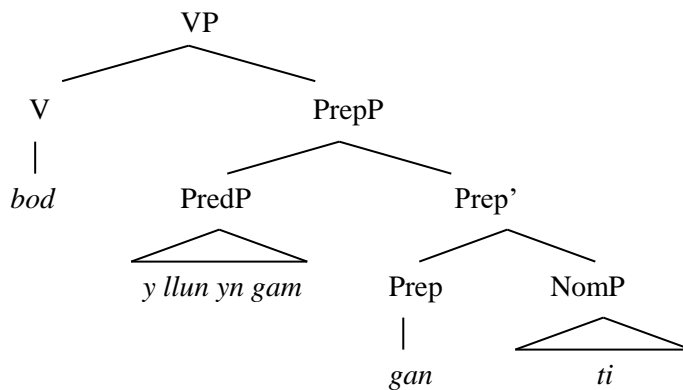 VP
V PrepP
bod PredP Prep’
y llun yn gam Prep NomP
gan ti